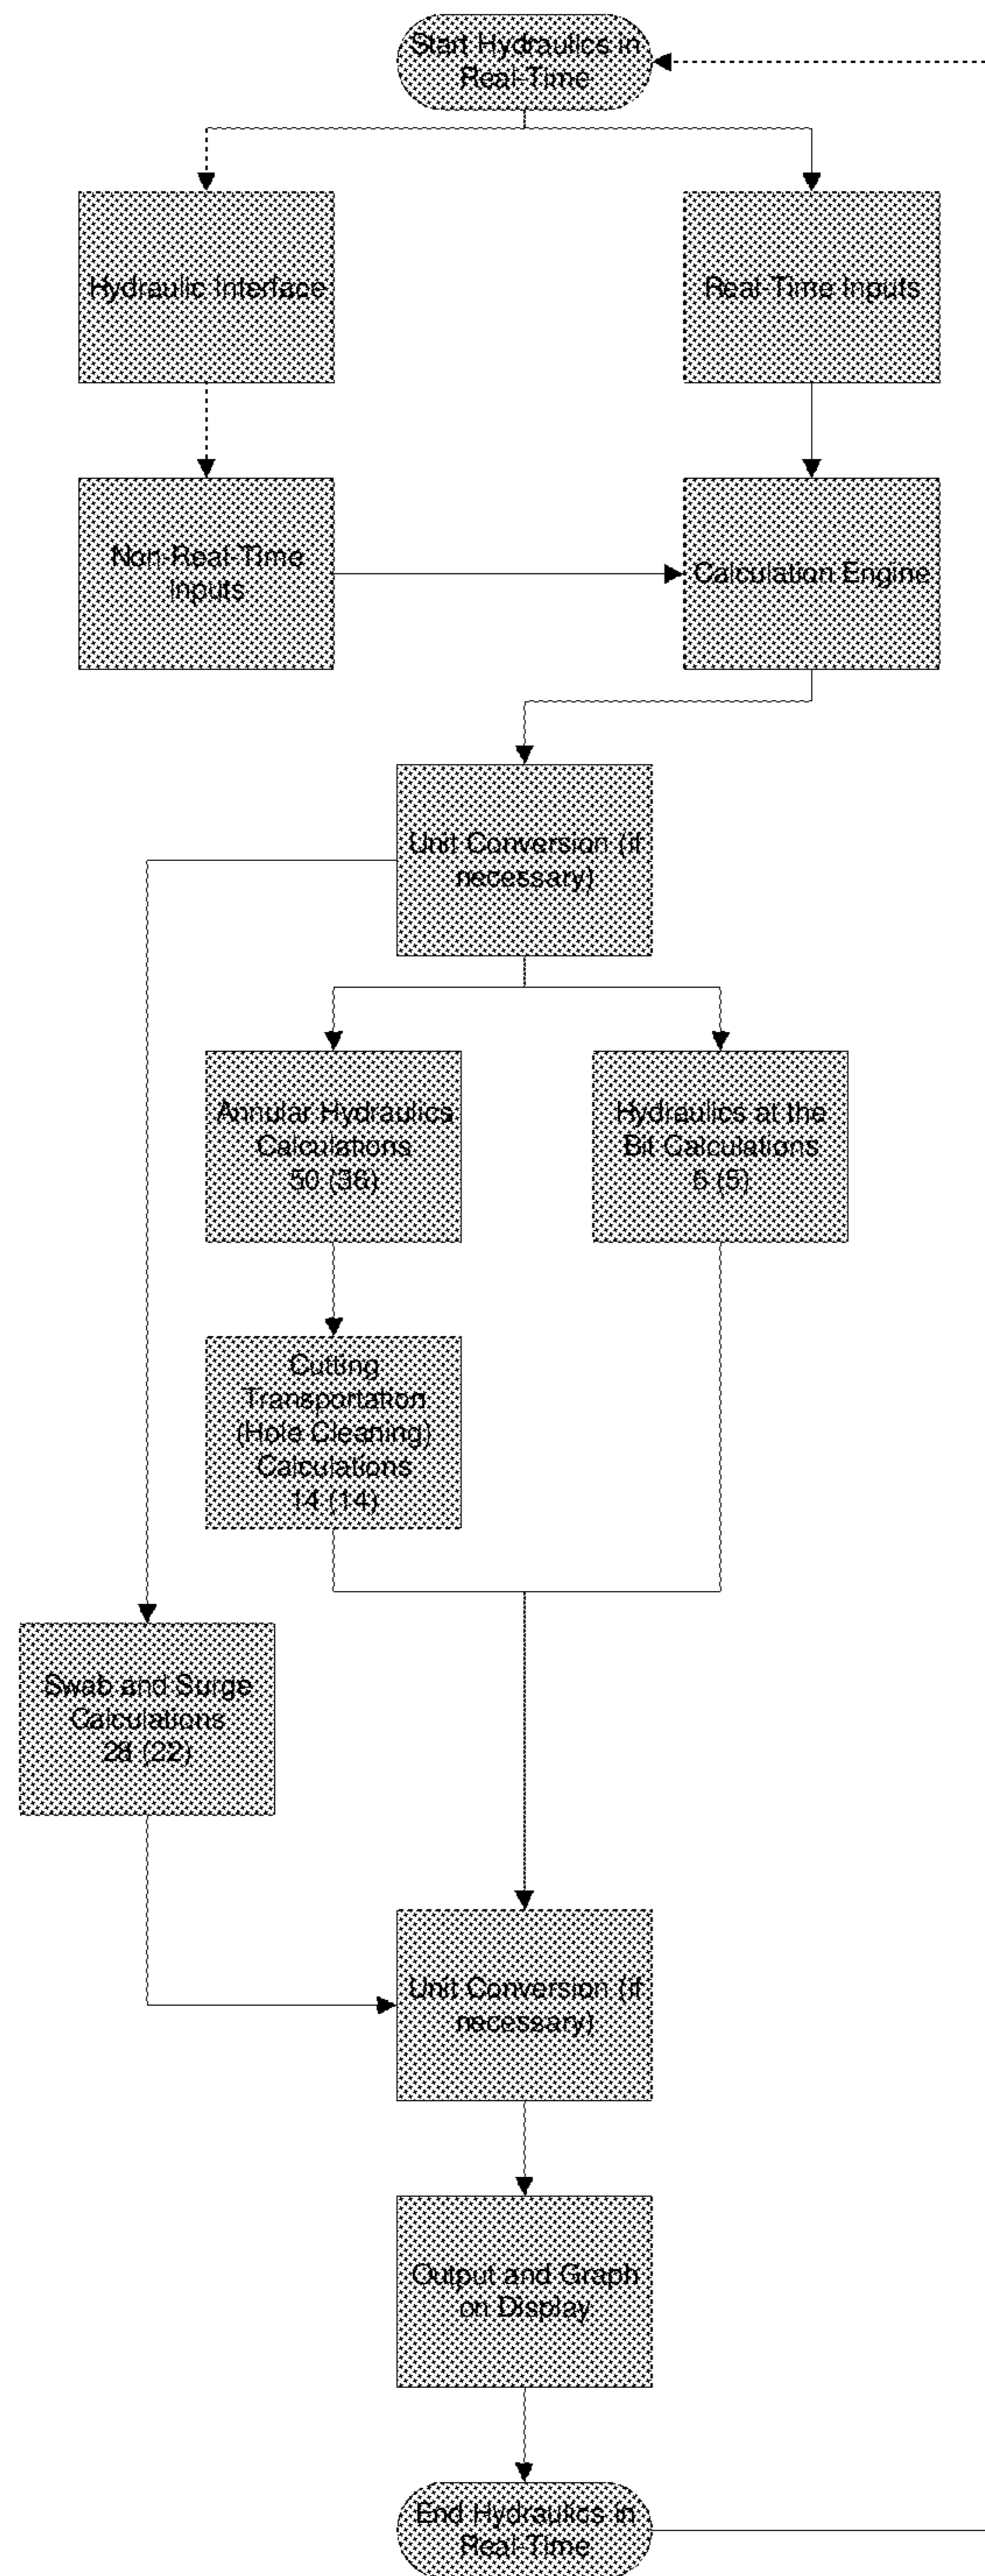 Start Hydraulics in
Real-Time
Hydraulic Interface
Real-Time Inputs
Non-Real-Time
Inputs
Calculation Engine
Unit Conversion (if
necessary)
Annular Hydraulics
Calculations
50 (36)
Hydraulics at the
Bit Calculations
6 (5)
Cutting
Transportation
(Hole Cleaning)
Calculations
14 (14)
Swab and Surge
Calculations
28 (22)
Unit Conversion (if
necessary)
Output and Graph
on Display
End Hydraulics in
Real-Time